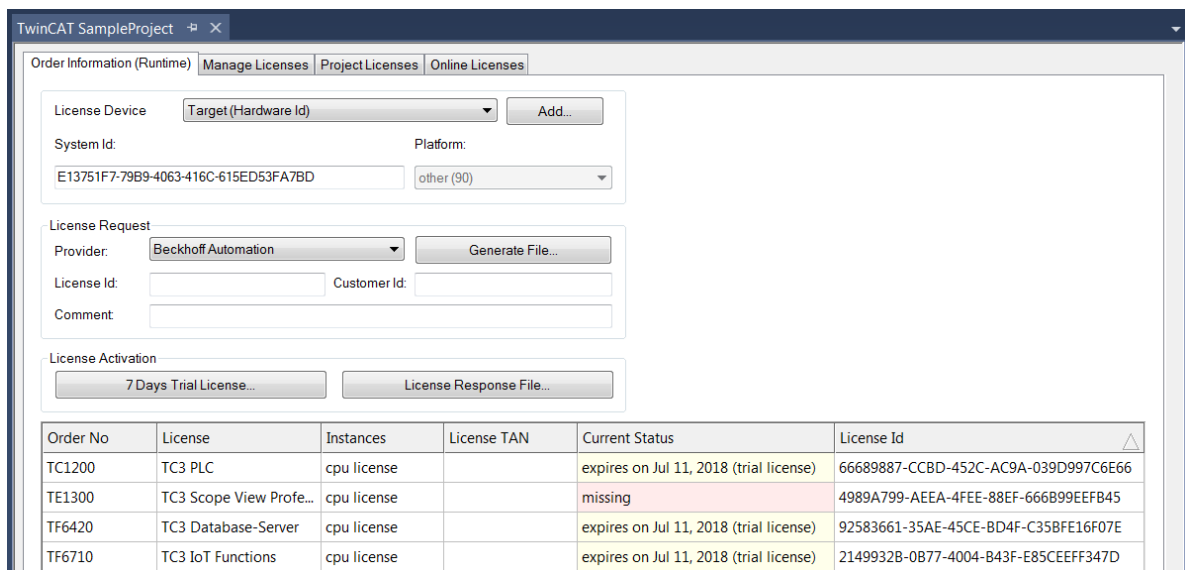 TwinCAT SampleProject
Order Information (Runtime) Manage Licenses Project Licenses Online Licenses
License Device Target (Hardware Id) Add...
System Id: Platform:
E13751F7-79B9-4063-416C-615ED53FA7BD other (90)
License Request
Provider: Beckhoff Automation Generate File...
License Id: Customer Id:
Comment:
License Activation
7 Days Trial License... License Response File...
Order No License Instances License TAN Current Status License Id
TC1200 TC3 PLC cpu license expires on Jul 11, 2018 (trial license) 66689887-CCBD-452C-AC9A-039D997C6E66
TE1300 TC3 Scope View Profe... cpu license missing 4989A799-AEEA-4FEE-88EF-666B99EEFB45
TF6420 TC3 Database-Server cpu license expires on Jul 11, 2018 (trial license) 92583661-35AE-45CE-BD4F-C35BFE16F07E
TF6710 TC3 IoT Functions cpu license expires on Jul 11, 2018 (trial license) 2149932B-0B77-4004-B43F-E85CEEFF347D